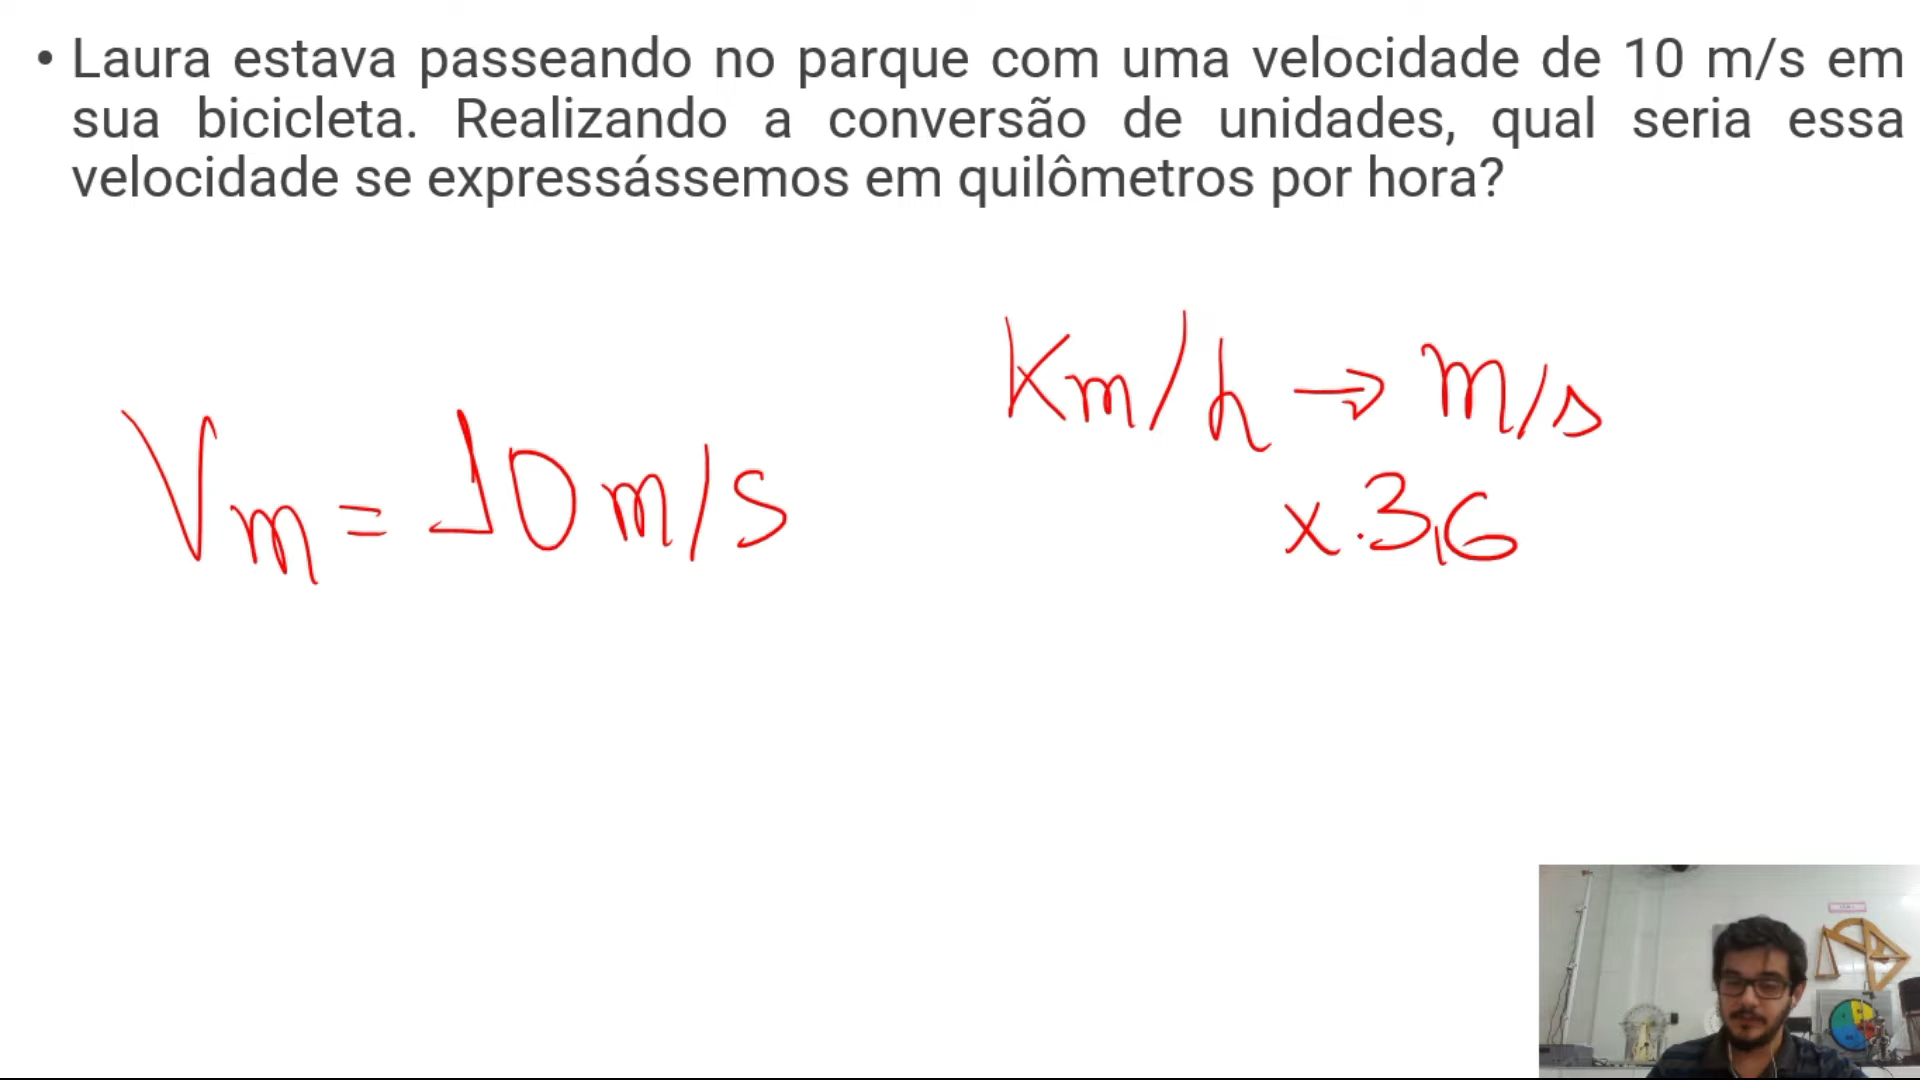 • Laura estava passeando no parque com uma velocidade de 10 m/s em
sua bicicleta. Realizando a conversão de unidades, qual seria essa
velocidade se expressássemos em quilômetros por hora?
Km/h → m/s
Vm = 10 m/s
x.3,6